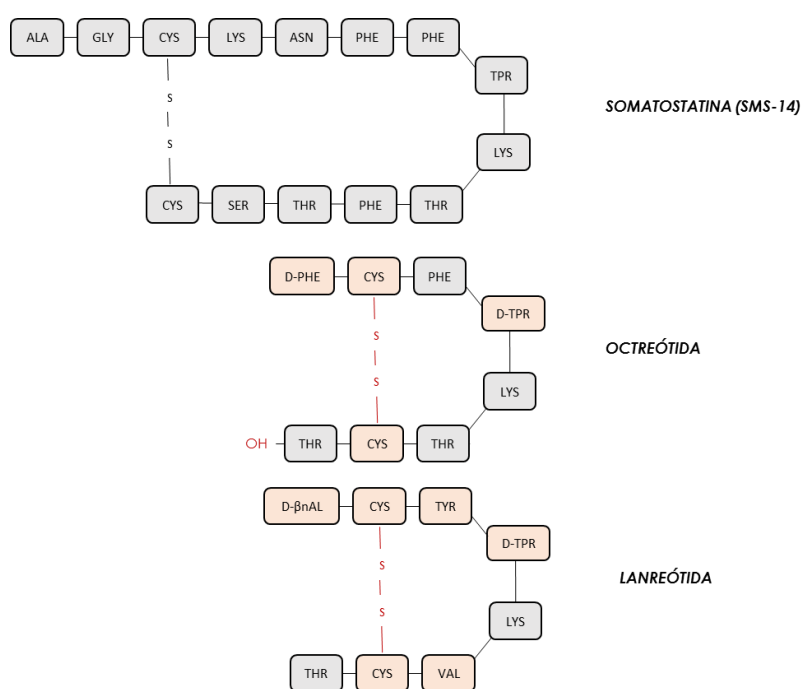 ALA GLY CYS LYS ASN PHE PHE
TPR
S
SOMATOSTATINA (SMS-14)
S
LYS
CYS SER THR PHE THR
D-PHE CYS PHE
D-TPR
S
OCTREÓTIDA
S
LYS
OH THR CYS THR
D-βnAL CYS TYR
D-TPR
S
LANREÓTIDA
S
LYS
THR CYS VAL